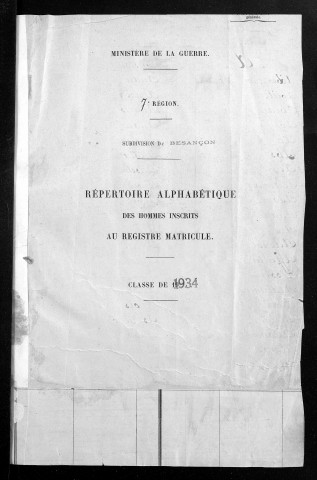 MINISTÈRE DE LA GUERRE.
7e RÉGION.
SUBDIVISION De BESANÇON
RÉPERTOIRE ALPHABÉTIQUE
DES HOMMES INSCRITS
AU REGISTRE MATRICULE.
CLASSE DE 1934